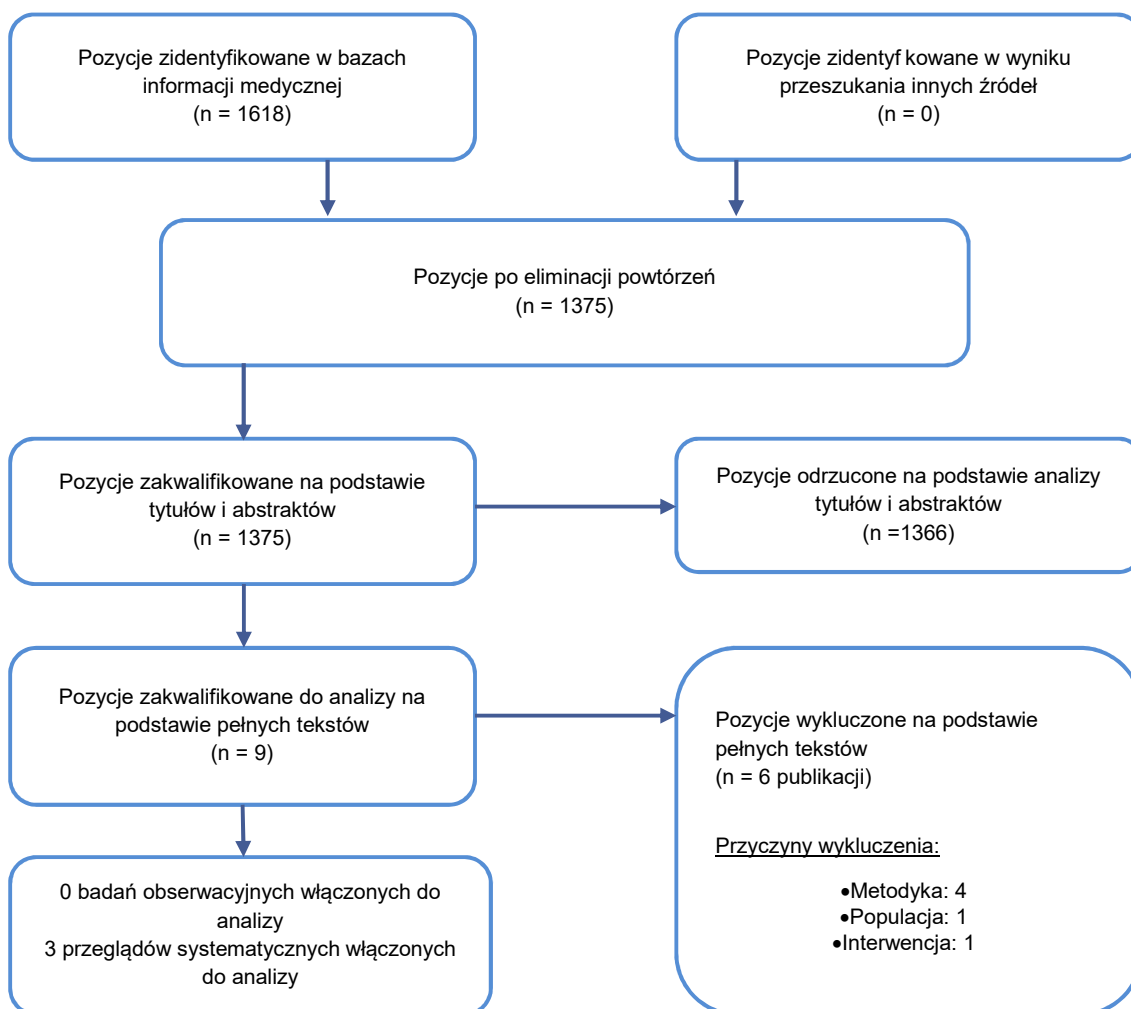 Pozycje zidentyfikowane w bazach
informacji medycznej
(n = 1618)
Pozycje zidentyf kowane w wyniku
przeszukania innych źródeł
(n = 0)
Pozycje po eliminacji powtórzeń
(n = 1375)
Pozycje zakwalifikowane na podstawie
tytułów i abstraktów
(n = 1375)
Pozycje odrzucone na podstawie analizy
tytułów i abstraktów
(n =1366)
Pozycje zakwalifikowane do analizy na
podstawie pełnych tekstów
(n = 9)
Pozycje wykluczone na podstawie
pełnych tekstów
(n = 6 publikacji)
Przyczyny wykluczenia:
•Metodyka: 4
•Populacja: 1
•Interwencja: 1
0 badań obserwacyjnych włączonych do
analizy
3 przeglądów systematycznych włączonych
do analizy